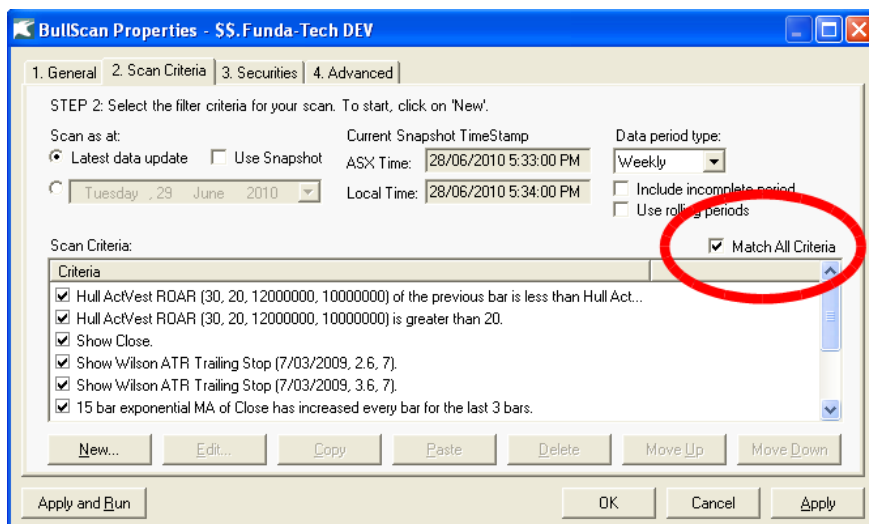 BullScan Properties - $$.Funda-Tech DEV
1. General 2. Scan Criteria 3. Securities 4. Advanced
STEP 2: Select the filter criteria for your scan. To start, click on 'New'.
Scan as at: Current Snapshot TimeStamp Data period type:
Latest data update Use Snapshot ASX Time: 28/06/2010 5:33:00 PM Weekly
Tuesday , 29 June 2010 Local Time: 28/06/2010 5:34:00 PM Include incomplete period
Use rolling periods
Scan Criteria: Match All Criteria
Criteria
Hull ActVest ROAR (30, 20, 12000000, 10000000) of the previous bar is less than Hull Act...
Hull ActVest ROAR (30, 20, 12000000, 10000000) is greater than 20.
Show Close.
Show Wilson ATR Trailing Stop (7/03/2009, 2.6, 7).
Show Wilson ATR Trailing Stop (7/03/2009, 3.6, 7).
15 bar exponential MA of Close has increased every bar for the last 3 bars.
New... Edit... Copy Paste Delete Move Up Move Down
Apply and Run OK Cancel Apply